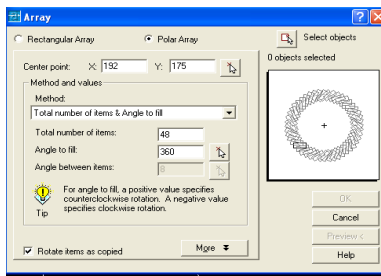 Array
Rectangular Array
Polar Array
Select objects
0 objects selected
Center point: X: 192 Y: 175
Method and values
Method:
Total number of items & Angle to fill
Total number of items: 48
Angle to fill: 360
Angle between items: 8
For angle to fill, a positive value specifies
counterclockwise rotation. A negative value
specifies clockwise rotation.
Tip
Rotate items as copied
More
OK
Cancel
Preview <
Help